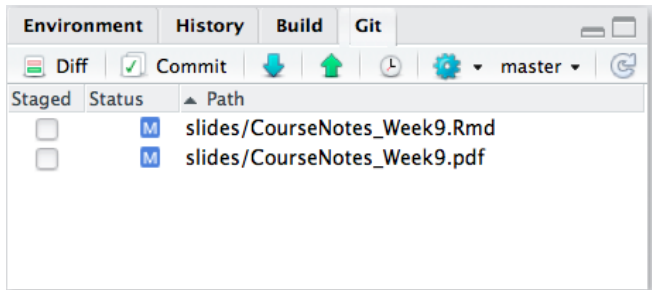 Environment History Build Git
Diff Commit master
Staged Status Path
M slides/CourseNotes_Week9.Rmd
M slides/CourseNotes_Week9.pdf